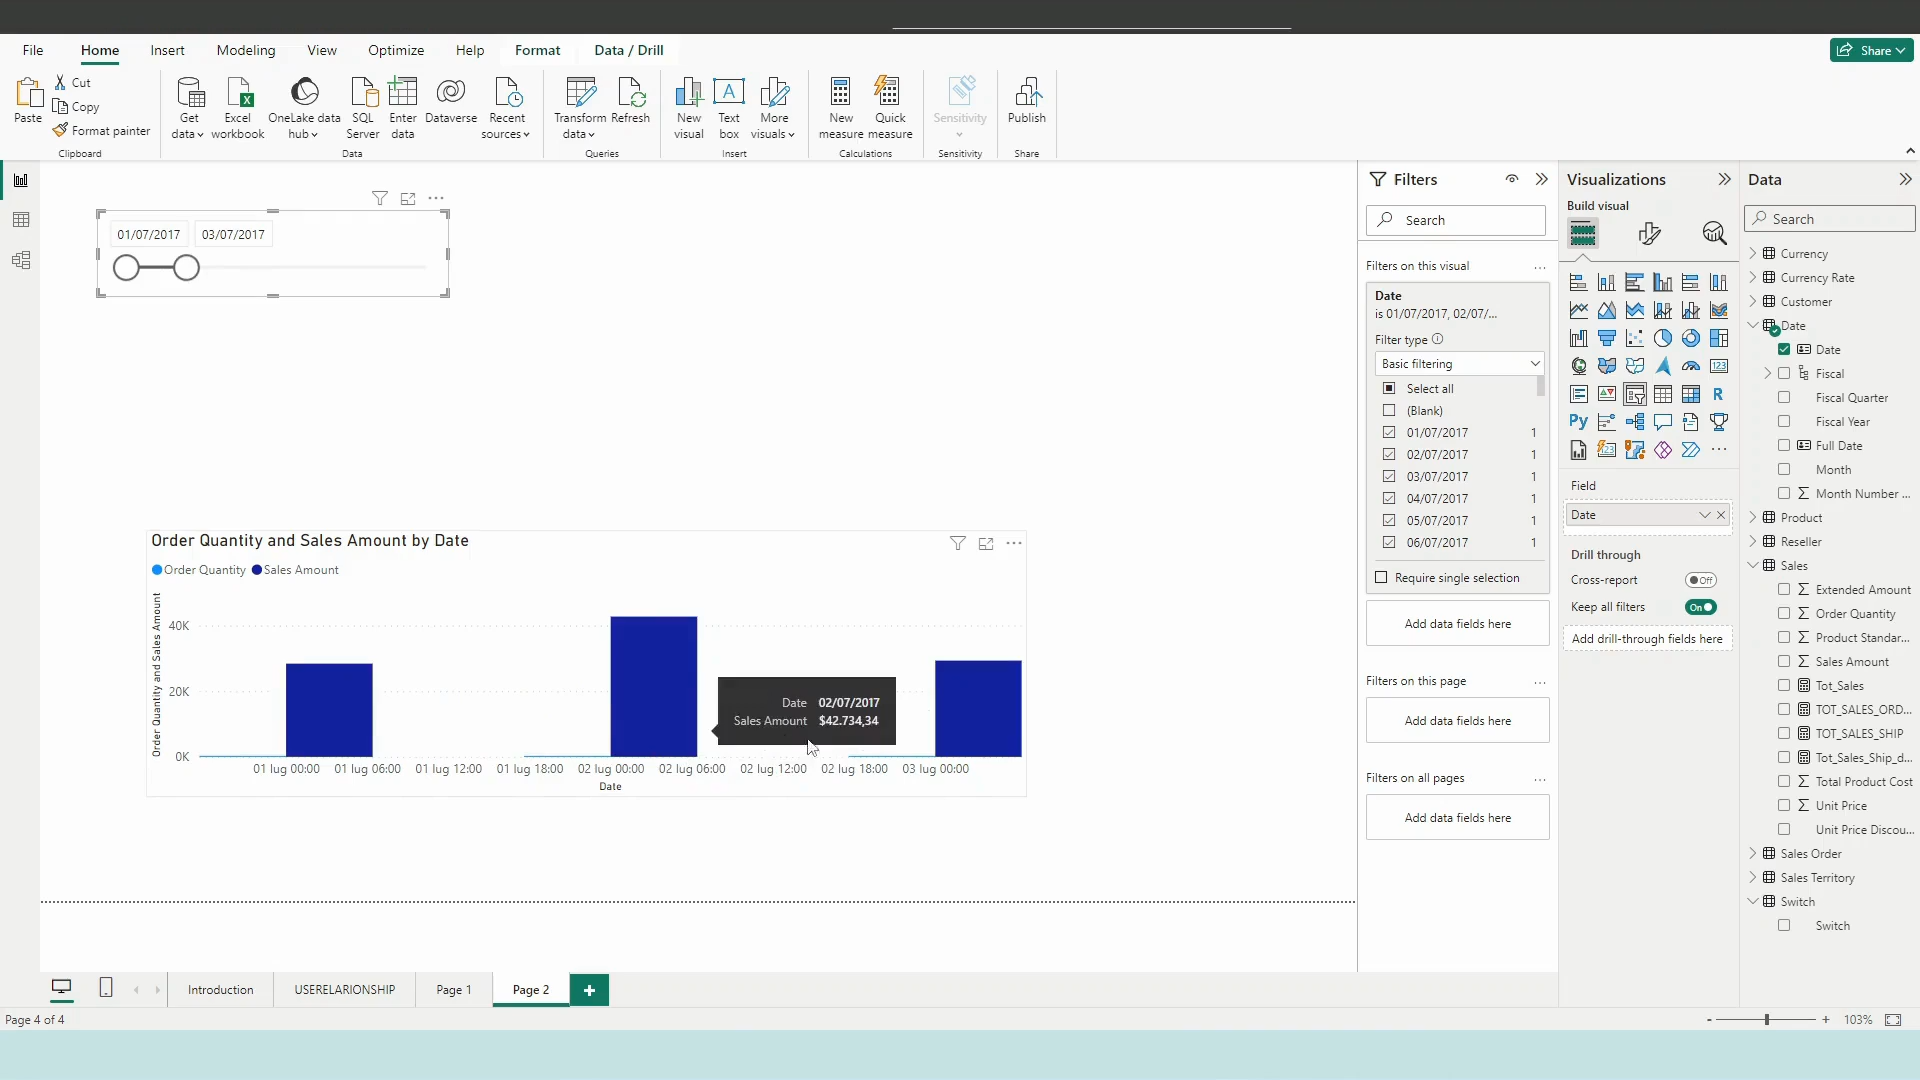 File Home Insert Modeling View Optimize Help Format Data / Drill Share
Paste Cut Copy Format painter
Clipboard
Get data Excel workbook OneLake data hub SQL Server Enter data Dataverse Recent sources
Data
Transform data Refresh
Queries
New visual Text box More visuals
Insert
New measure Quick measure
Calculations
Sensitivity
Sensitivity
Publish
Share
01/07/2017 03/07/2017
Order Quantity and Sales Amount by Date
Order Quantity Sales Amount
Order Quantity and Sales Amount
40K
20K
0K
Date 02/07/2017
Sales Amount $42.734,34
01 lug 00:00 01 lug 06:00 01 lug 12:00 01 lug 18:00 02 lug 00:00 02 lug 06:00 02 lug 12:00 02 lug 18:00 03 lug 00:00
Date
Filters
Search
Filters on this visual ...
Date
is 01/07/2017, 02/07/...
Filter type
Basic filtering
Select all
(Blank)
01/07/2017 1
02/07/2017 1
03/07/2017 1
04/07/2017 1
05/07/2017 1
06/07/2017 1
Require single selection
Add data fields here
Filters on this page ...
Add data fields here
Filters on all pages ...
Add data fields here
Visualizations
Build visual
123
R
Py
123
Field
Date
Drill through
Cross-report Off
Keep all filters On
Add drill-through fields here
Data
Search
Currency
Currency Rate
Customer
Date
Date
Fiscal
Fiscal Quarter
Fiscal Year
Full Date
Month
Month Number ...
Product
Reseller
Sales
Extended Amount
Order Quantity
Product Standar...
Sales Amount
Tot_Sales
TOT_SALES_ORD...
TOT_SALES_SHIP
Tot_Sales_Ship_d...
Total Product Cost
Unit Price
Unit Price Discou...
Sales Order
Sales Territory
Switch
Switch
Introduction USERELARIONSHIP Page 1 Page 2 +
Page 4 of 4
- + 103%